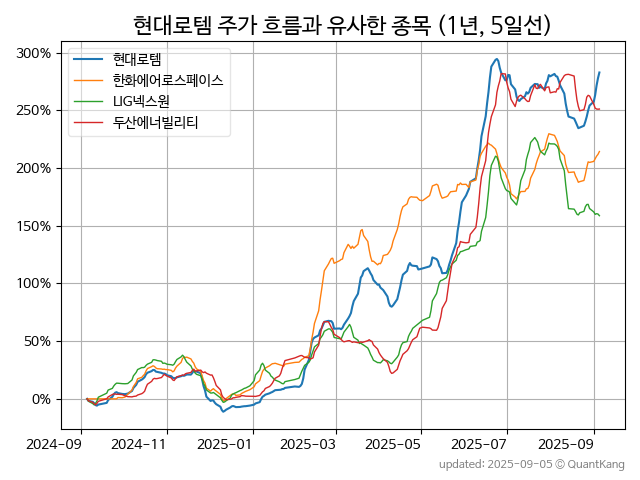 현대로템 주가 흐름과 유사한 종목 (1년, 5일선)
현대로템
한화에어로스페이스
LIG넥스원
두산에너빌리티
300%
250%
200%
150%
100%
50%
0%
2024-09 2024-11 2025-01 2025-03 2025-05 2025-07 2025-09
updated: 2025-09-05 © QuantKang